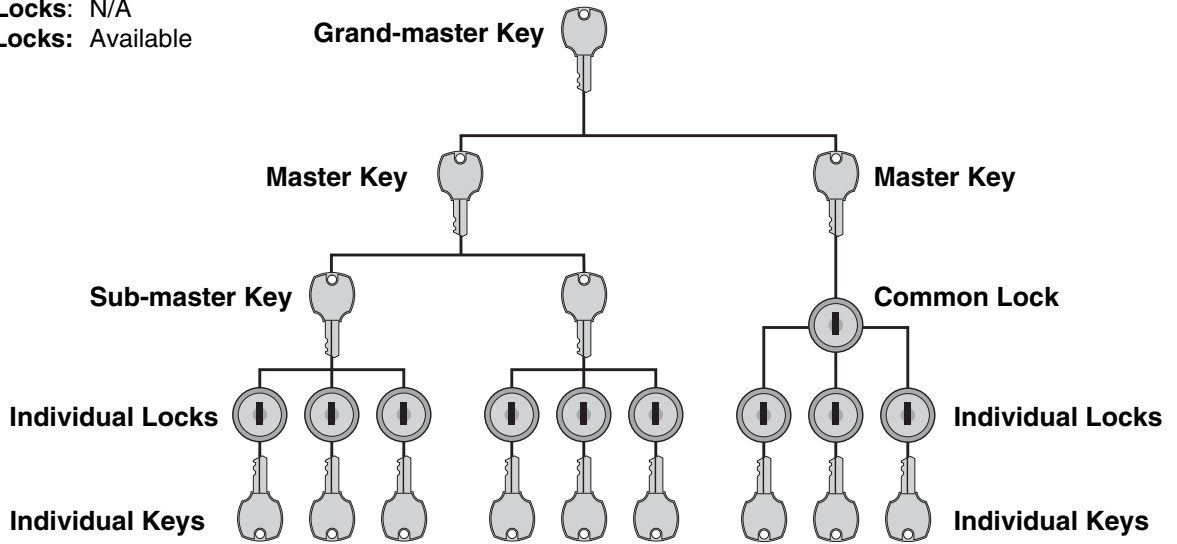 Locks: N/A
Locks: Available
Grand-master Key
Master Key
Master Key
Sub-master Key
Common Lock
Individual Locks
Individual Locks
Individual Keys
Individual Keys